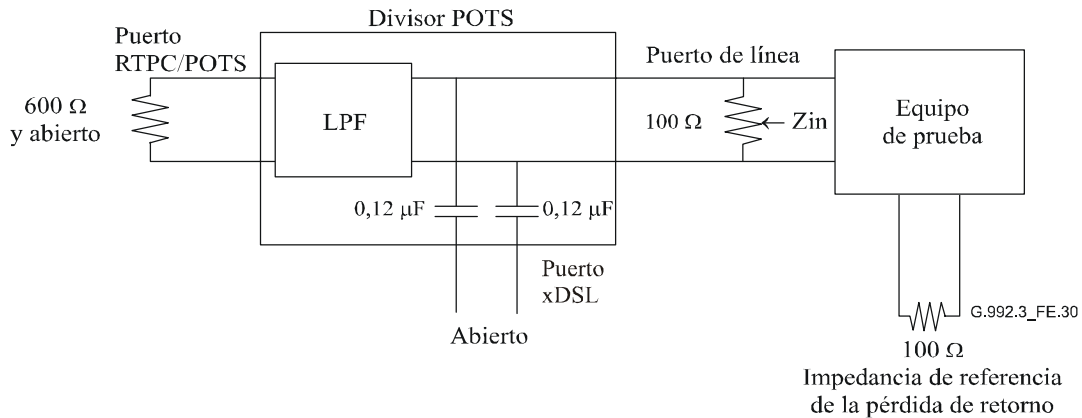 Divisor POTS
Puerto
RTPC/POTS
Puerto de línea
600 Ω
y abierto
LPF
100 Ω
Zin
Equipo
de prueba
0,12 µF
0,12 µF
Puerto
xDSL
Abierto
G.992.3_FE.30
100 Ω
Impedancia de referencia
de la pérdida de retorno